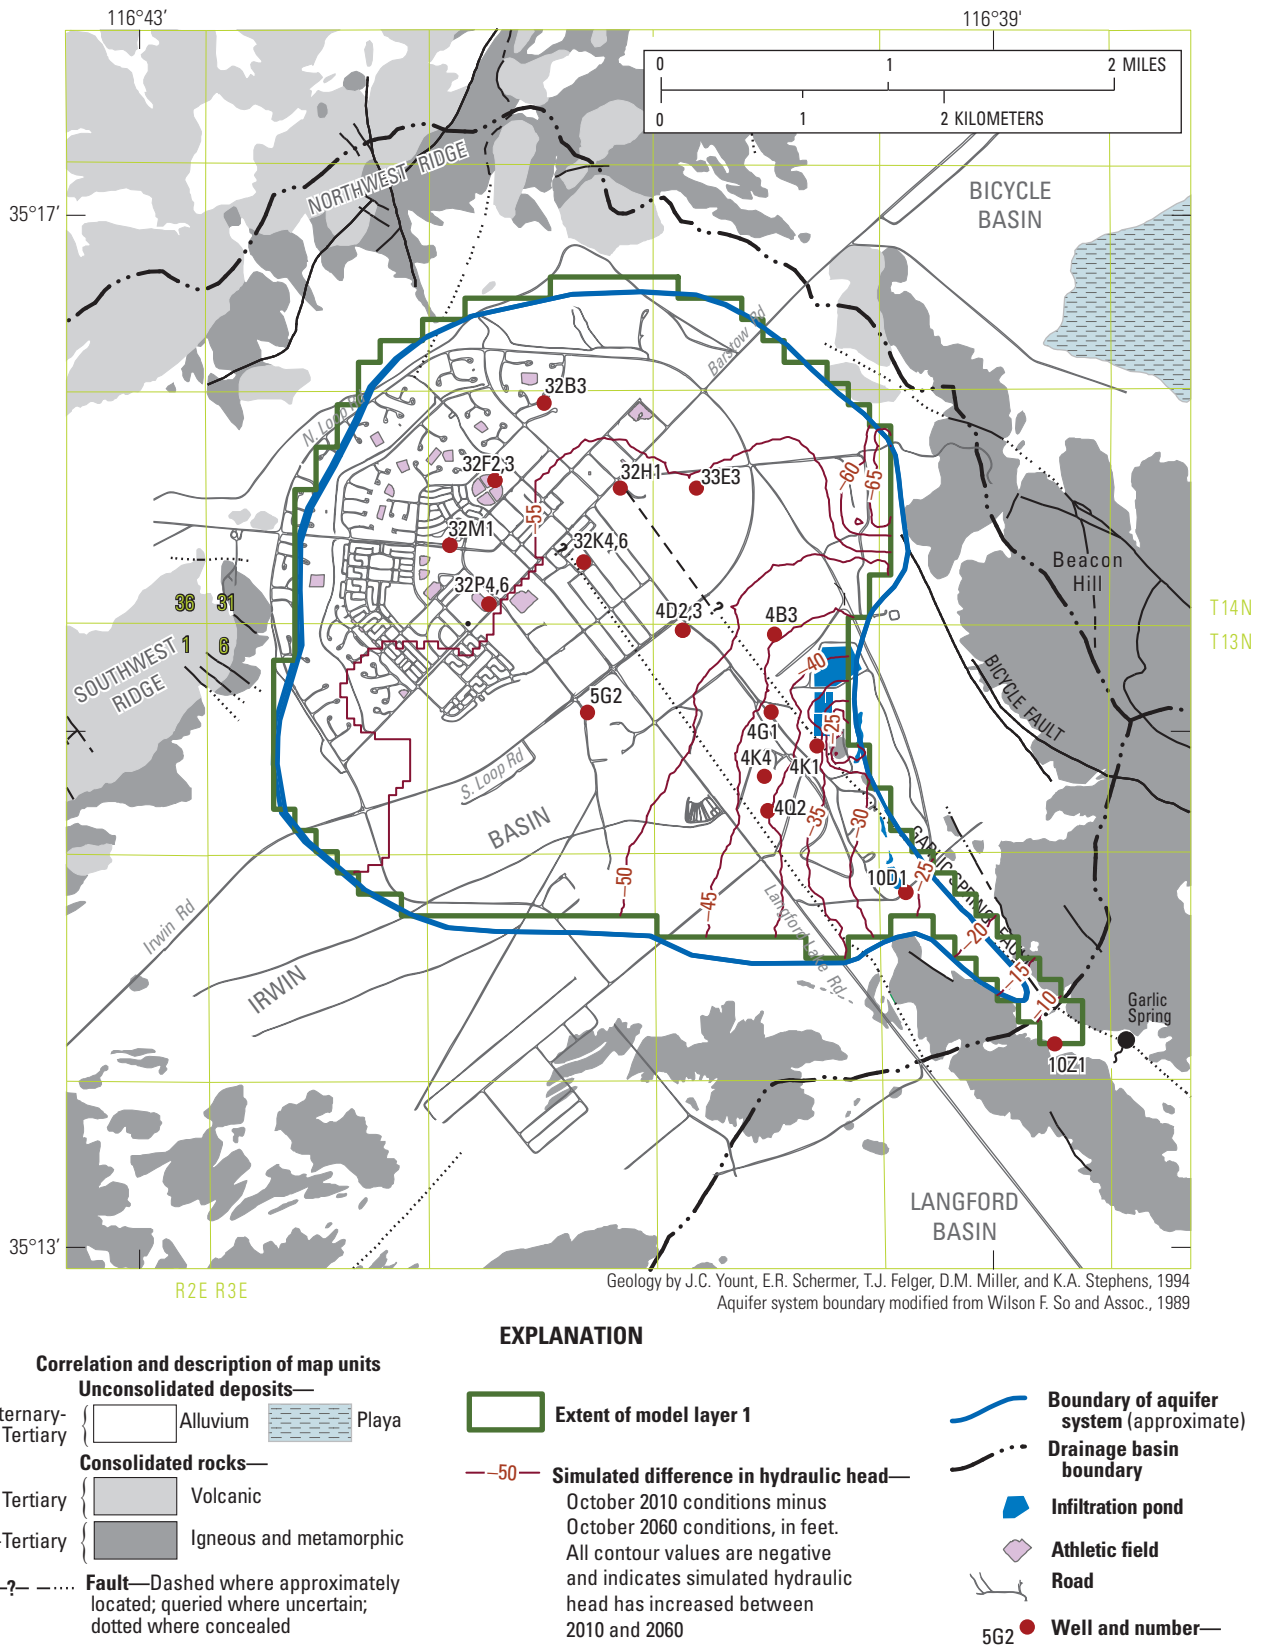 116°43′
116°39′
0 1 2 MILES
0 1 2 KILOMETERS
NORTHWEST RIDGE
BICYCLE
BASIN
35°17′
Barstow Rd
N. Loop Rd
32B3
32F2,3
32H1
33E3
–60
–65
–55
32M1
32K4,6
?
Beacon
Hill
36 31
32P4,6
4D2,3
?
4B3
T14N
1 6
T13N
SOUTHWEST
RIDGE
–40
BICYCLE FAULT
5G2
4G1
–25
4K4
4K1
S. Loop Rd
4Q2
BASIN
–35
–30
GARLIC SPRING FAULT
–50
10D1
–25
–45
Langford Lake Rd
Irwin Rd
–20
IRWIN
–15
–10
Garlic
Spring
10Z1
LANGFORD
BASIN
35°13′
R2E R3E
Geology by J.C. Yount, E.R. Schermer, T.J. Felger, D.M. Miller, and K.A. Stephens, 1994
Aquifer system boundary modified from Wilson F. So and Assoc., 1989
EXPLANATION
Correlation and description of map units
Unconsolidated deposits—
ternary-
Tertiary
Alluvium
Playa
Consolidated rocks—
Tertiary
Volcanic
-Tertiary
Igneous and metamorphic
–?– Fault—Dashed where approximately
located; queried where uncertain;
dotted where concealed
Extent of model layer 1
–50
Simulated difference in hydraulic head—
October 2010 conditions minus
October 2060 conditions, in feet.
All contour values are negative
and indicates simulated hydraulic
head has increased between
2010 and 2060
Boundary of aquifer
system (approximate)
Drainage basin
boundary
Infiltration pond
Athletic field
Road
5G2
Well and number—